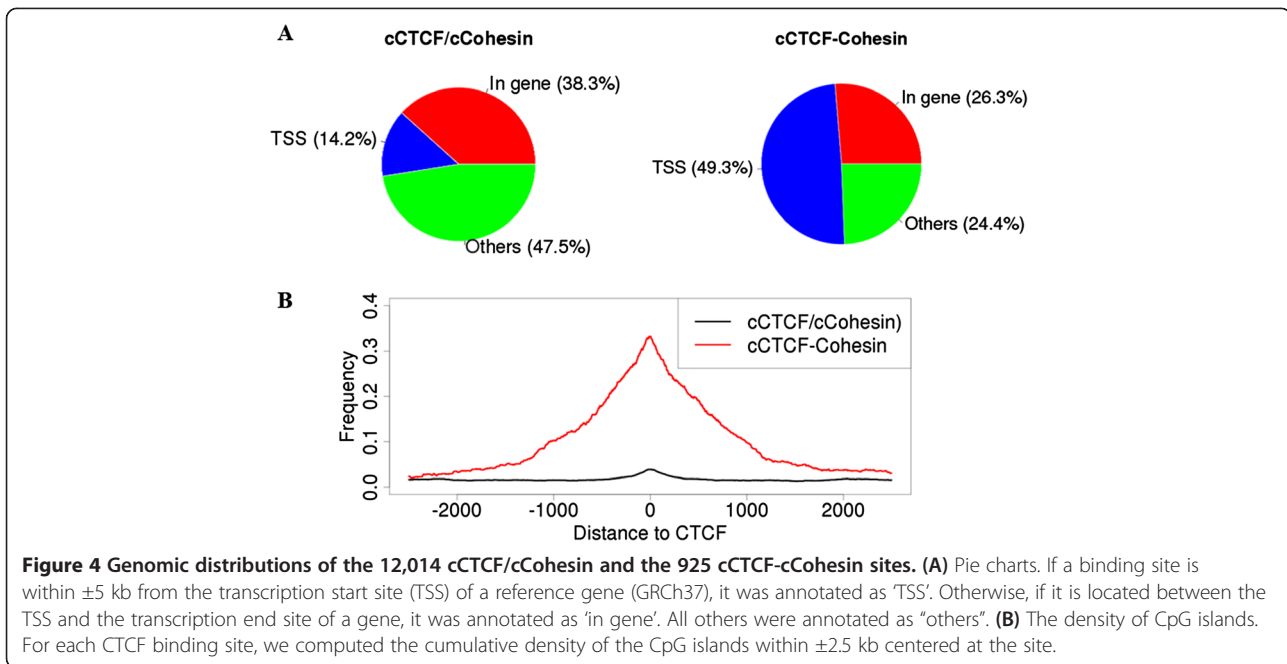 A
cCTCF/cCohesin
cCTCF-Cohesin
In gene (38.3%)
TSS (14.2%)
Others (47.5%)
In gene (26.3%)
TSS (49.3%)
Others (24.4%)
B
Frequency
0.4
0.3
0.2
0.1
0.0
cCTCF/cCohesin)
cCTCF-Cohesin
-2000 -1000 0 1000 2000
Distance to CTCF
Figure 4 Genomic distributions of the 12,014 cCTCF/cCohesin and the 925 cCTCF-cCohesin sites. (A) Pie charts. If a binding site is
within ±5 kb from the transcription start site (TSS) of a reference gene (GRCh37), it was annotated as ‘TSS’. Otherwise, if it is located between the
TSS and the transcription end site of a gene, it was annotated as ‘in gene’. All others were annotated as “others”. (B) The density of CpG islands.
For each CTCF binding site, we computed the cumulative density of the CpG islands within ±2.5 kb centered at the site.